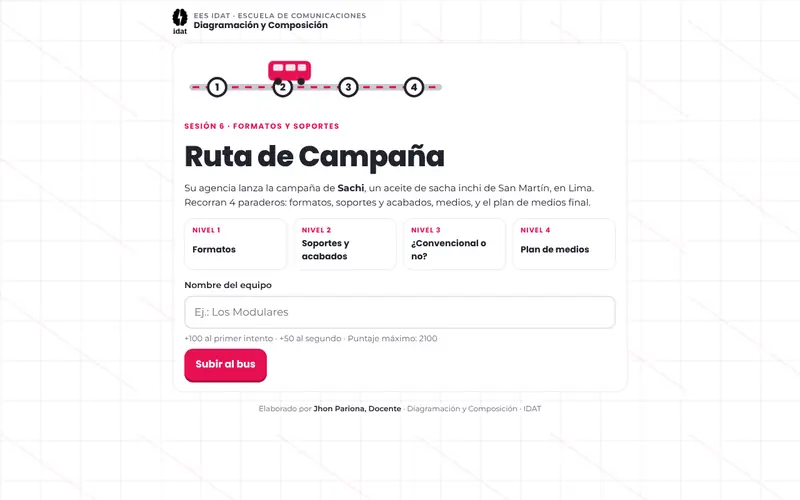 idat
EES IDAT · ESCUELA DE COMUNICACIONES
Diagramación y Composición
1 2 3 4
SESIÓN 6 · FORMATOS Y SOPORTES
Ruta de Campaña
Su agencia lanza la campaña de Sachi, un aceite de sacha inchi de San Martín, en Lima.
Recorran 4 paraderos: formatos, soportes y acabados, medios, y el plan de medios final.
NIVEL 1
Formatos
NIVEL 2
Soportes y
acabados
NIVEL 3
¿Convencional o
no?
NIVEL 4
Plan de medios
Nombre del equipo
Ej.: Los Modulares
+100 al primer intento · +50 al segundo · Puntaje máximo: 2100
Subir al bus
Elaborado por Jhon Pariona, Docente · Diagramación y Composición · IDAT